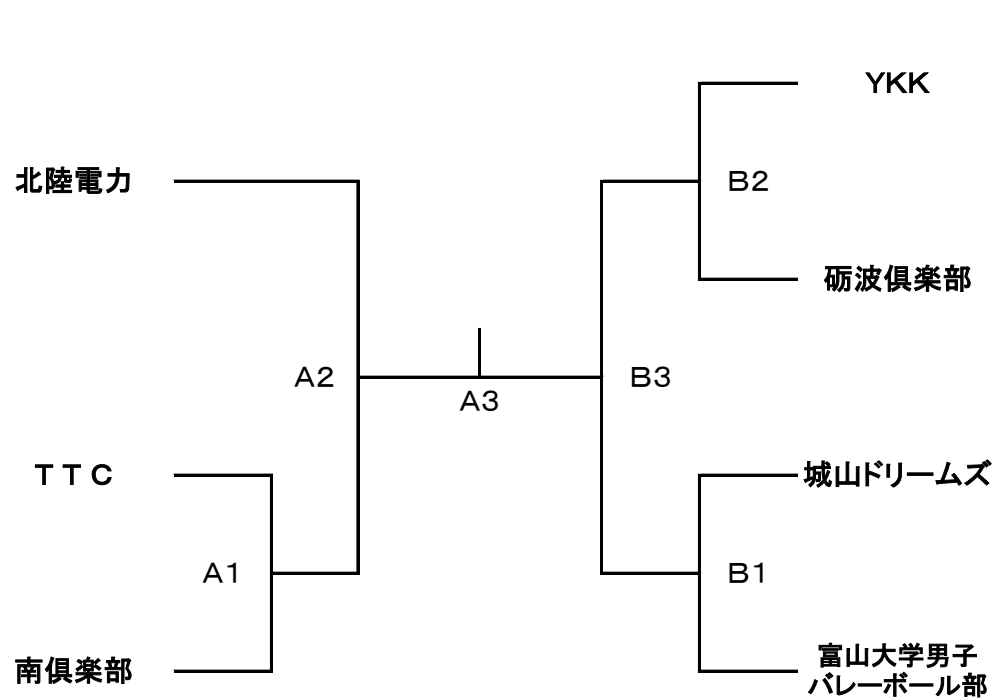 YKK
北陸電力
B2
砺波倶楽部
A2
B3
A3
TTC
城山ドリームズ
A1
B1
南倶楽部
富山大学男子
バレーボール部